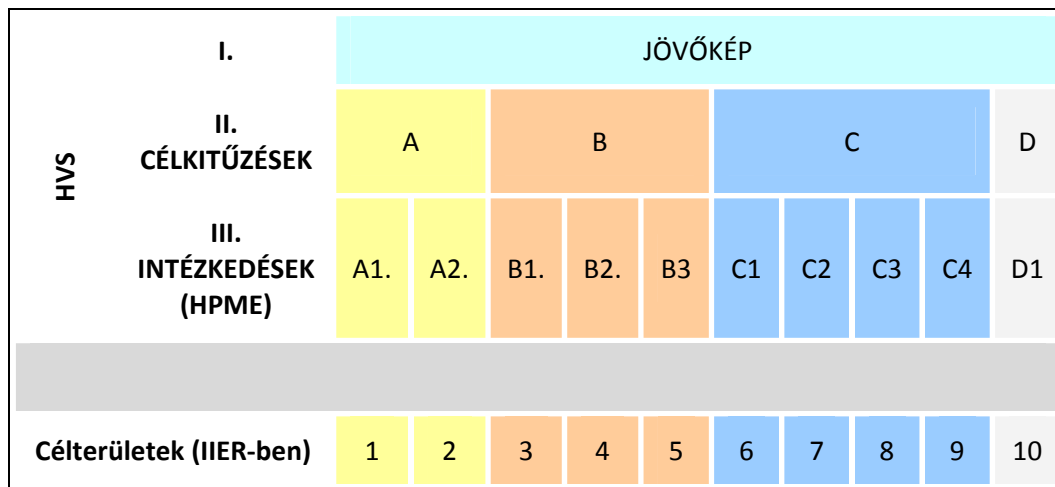 I. JÖVŐKÉP
HVS
II.
CÉLKITŰZÉSEK
A B C D
III.
INTÉZKEDÉSEK
(HPME)
A1. A2. B1. B2. B3 C1 C2 C3 C4 D1
Célterületek (IIER-ben) 1 2 3 4 5 6 7 8 9 10